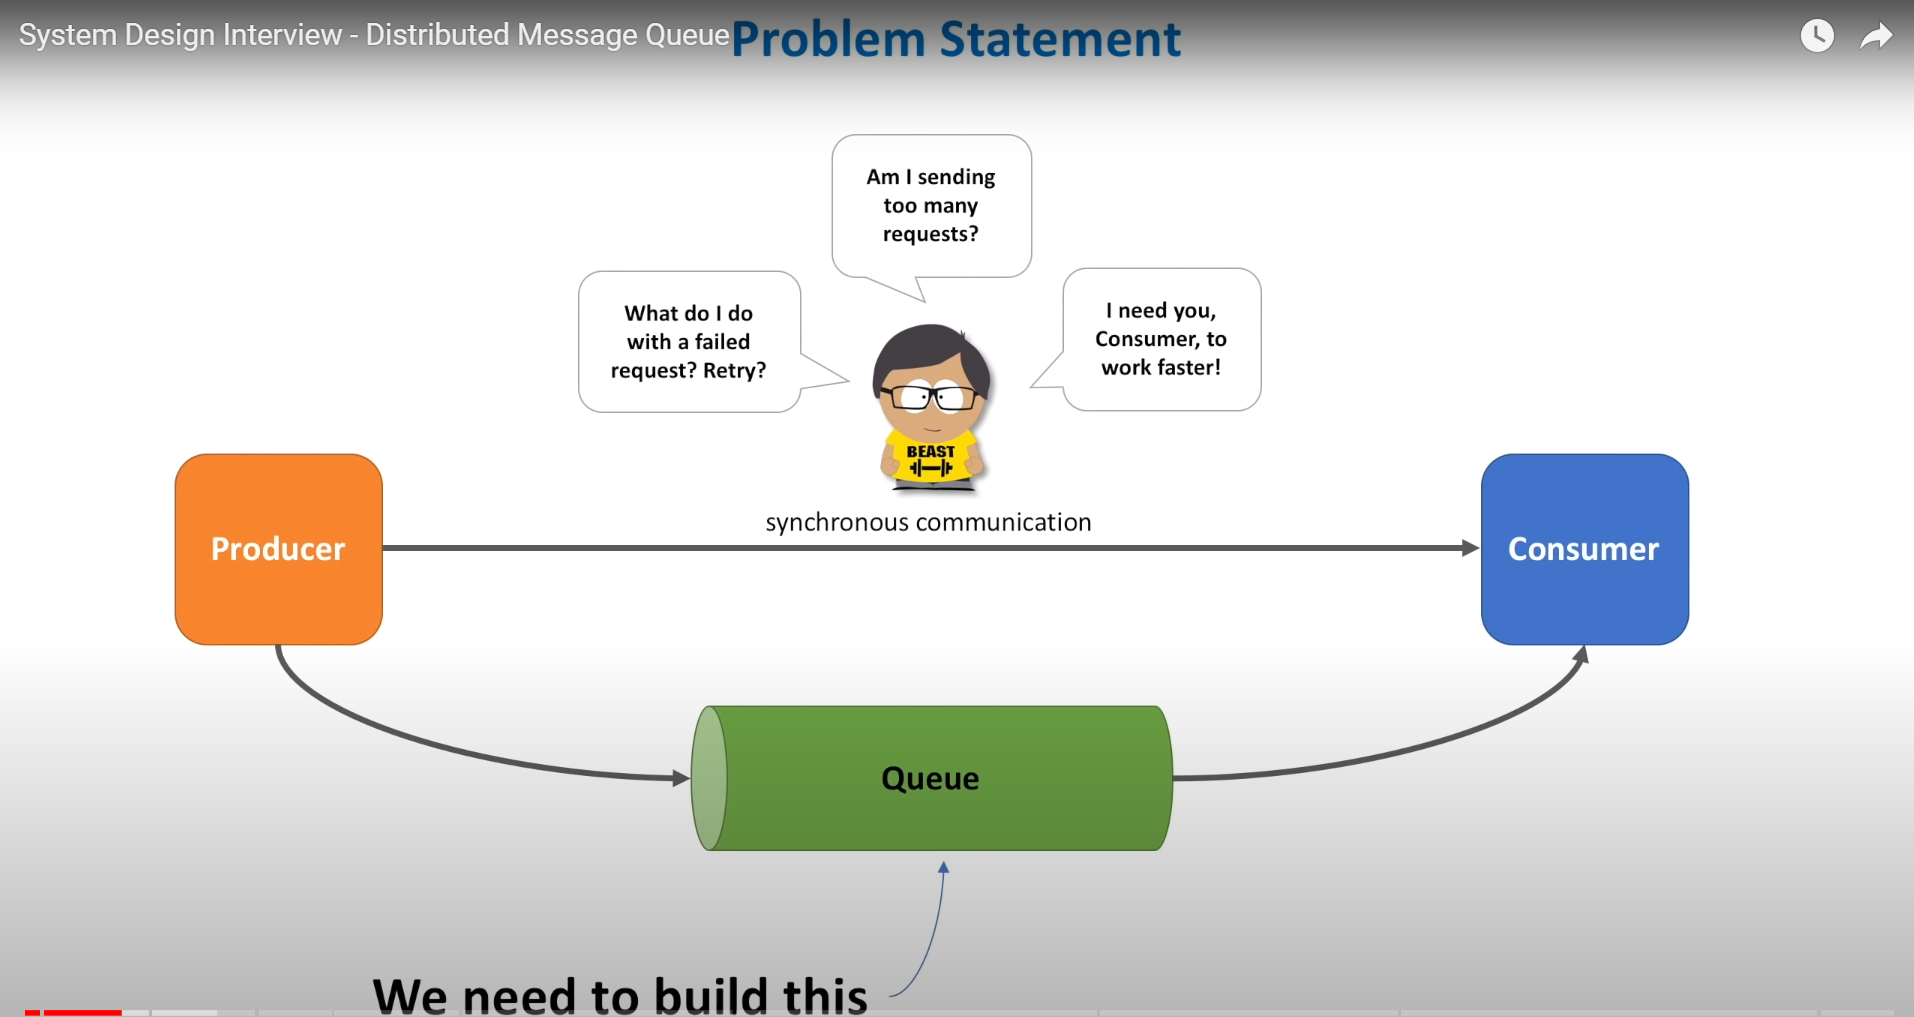 System Design Interview - Distributed Message Queue
Problem Statement
Am I sending
too many
requests?
What do I do
with a failed
request? Retry?
I need you,
Consumer, to
work faster!
BEAST
synchronous communication
Producer
Consumer
Queue
We need to build this